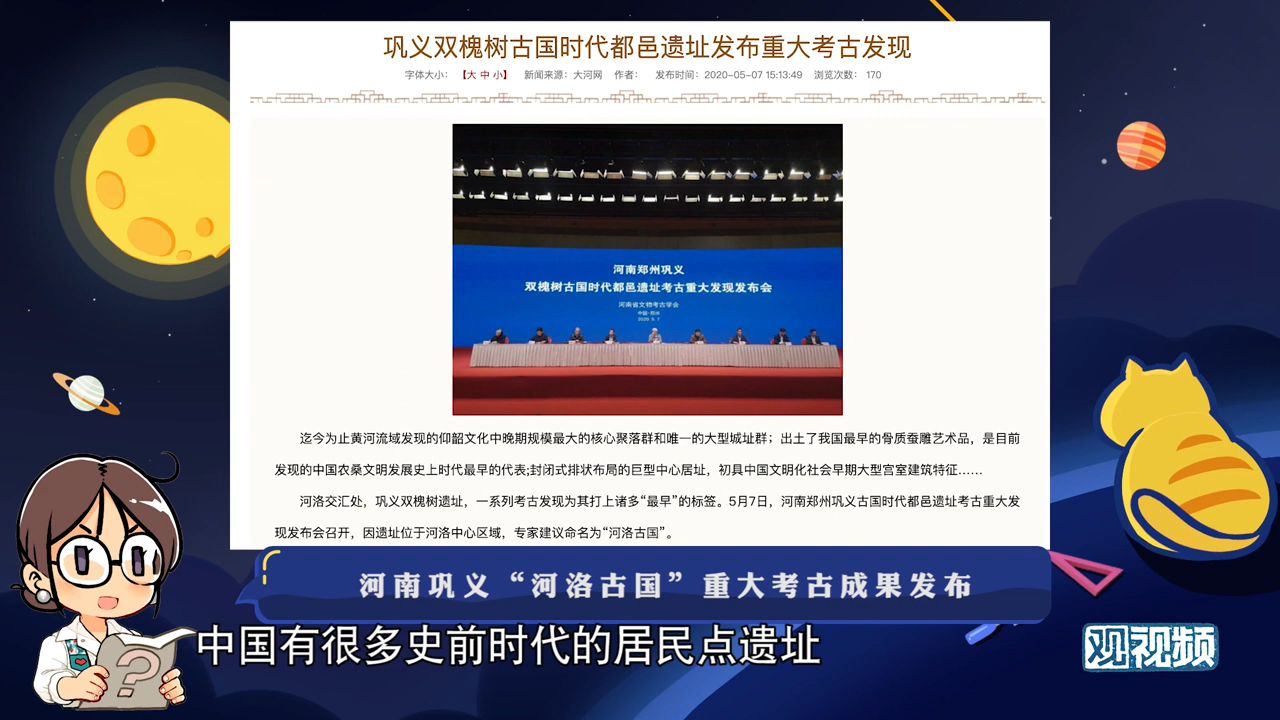 巩义双槐树古国时代都邑遗址发布重大考古发现
字体大小： 【大 中 小】 新闻来源：大河网 作者： 发布时间：2020-05-07 15:13:49 浏览次数： 170
河南郑州巩义
双槐树古国时代都邑遗址考古重大发现发布会
河南省文物考古学会
中国·郑州
2020. 5. 7
迄今为止黄河流域发现的仰韶文化中晚期规模最大的核心聚落群和唯一的大型城址群；出土了我国最早的骨质蚕雕艺术品，是目前
发现的中国农桑文明发展史上时代最早的代表;封闭式排状布局的巨型中心居址，初具中国文明化社会早期大型宫室建筑特征……
河洛交汇处，巩义双槐树遗址，一系列考古发现为其打上诸多“最早”的标签。5月7日，河南郑州巩义古国时代都邑遗址考古重大发
现发布会召开，因遗址位于河洛中心区域，专家建议命名为“河洛古国”。
河南巩义“河洛古国”重大考古成果发布
中国有很多史前时代的居民点遗址
?
观视频